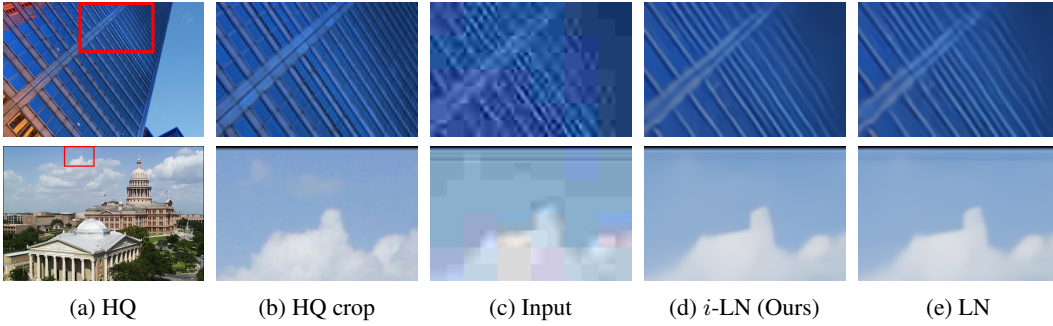 (a) HQ
(b) HQ crop
(c) Input
(d) i-LN (Ours)
(e) LN